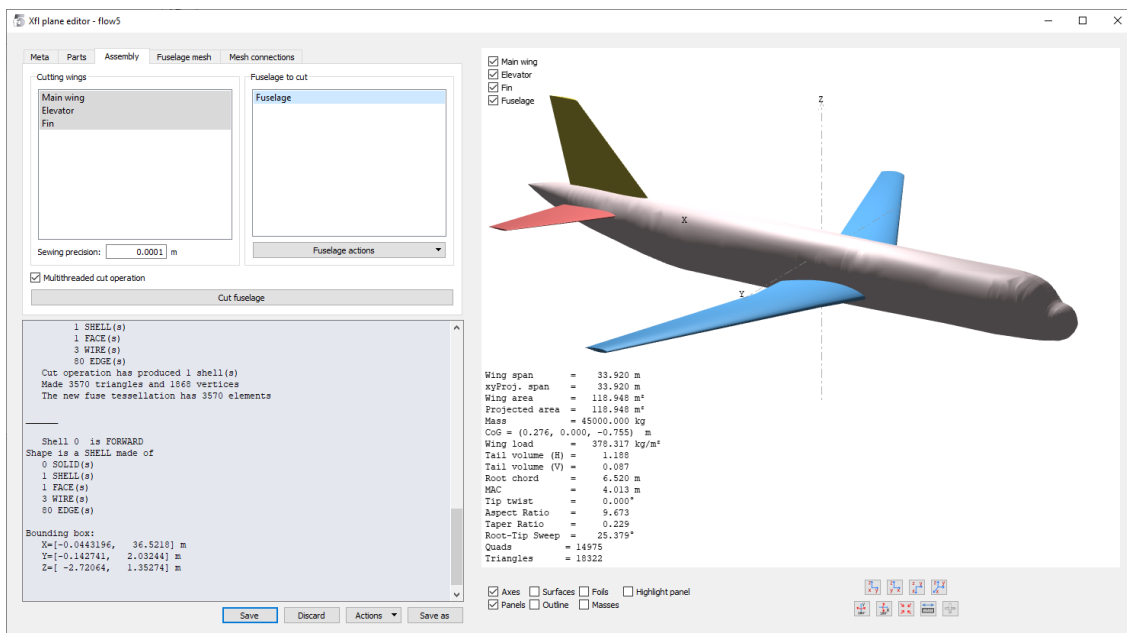 Xfl plane editor - flow5
Meta Parts Assembly Fuselage mesh Mesh connections
Cutting wings
Main wing
Elevator
Fin
Sewing precision: 0.0001 m
Fuselage to cut
Fuselage
Fuselage actions
Multithreaded cut operation
Cut fuselage
1 SHELL(s)
1 FACE(s)
3 WIRE(s)
80 EDGE(s)
Cut operation has produced 1 shell(s)
Made 3570 triangles and 1868 vertices
The new fuse tessellation has 3570 elements
Shell 0 is FORWARD
Shape is a SHELL made of
0 SOLID(s)
1 SHELL(s)
1 FACE(s)
3 WIRE(s)
80 EDGE(s)
Bounding box:
X=[-0.0443196, 36.5218] m
Y=[-0.142741, 2.03244] m
Z=[ -2.72064, 1.35274] m
Save Discard Actions Save as
Main wing
Elevator
Fin
Fuselage
Z
X
Y
Wing span = 33.920 m
xyProj. span = 33.920 m
Wing area = 118.948 m²
Projected area = 118.948 m²
Mass = 45000.000 kg
CoG = (0.276, 0.000, -0.755) m
Wing load = 378.317 kg/m²
Tail volume (H) = 1.188
Tail volume (V) = 0.087
Root chord = 6.520 m
MAC = 4.013 m
Tip twist = 0.000°
Aspect Ratio = 9.673
Taper Ratio = 0.229
Root-Tip Sweep = 25.379°
Quads = 14975
Triangles = 18322
Axes Surfaces Foils Highlight panel
Panels Outline Masses